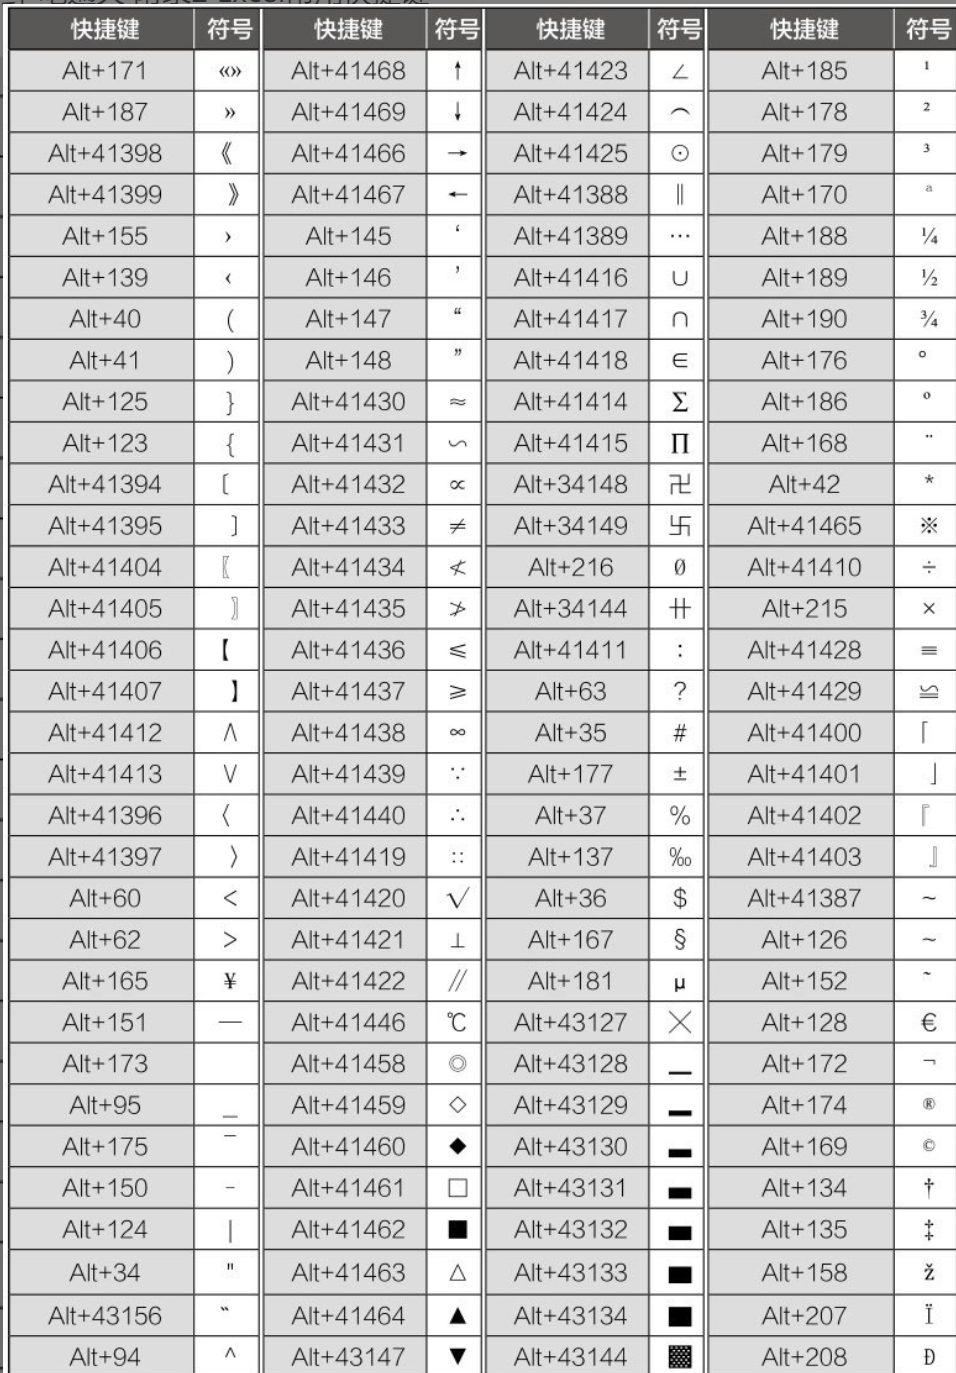 快捷键 符号 快捷键 符号 快捷键 符号 快捷键 符号
Alt+171 «» Alt+41468 ↑ Alt+41423 ∠ Alt+185 ¹
Alt+187 » Alt+41469 ↓ Alt+41424 ⌒ Alt+178 ²
Alt+41398 《 Alt+41466 → Alt+41425 ⊙ Alt+179 ³
Alt+41399 》 Alt+41467 ← Alt+41388 ‖ Alt+170 ª
Alt+155 › Alt+145 ‘ Alt+41389 … Alt+188 ¼
Alt+139 ‹ Alt+146 ’ Alt+41416 ∪ Alt+189 ½
Alt+40 ( Alt+147 “ Alt+41417 ∩ Alt+190 ¾
Alt+41 ) Alt+148 ” Alt+41418 ∈ Alt+176 °
Alt+125 } Alt+41430 ≈ Alt+41414 ∑ Alt+186 º
Alt+123 { Alt+41431 ∽ Alt+41415 ∏ Alt+168 ¨
Alt+41394 〔 Alt+41432 ∝ Alt+34148 卍 Alt+42 *
Alt+41395 〕 Alt+41433 ≠ Alt+34149 卐 Alt+41465 ※
Alt+41404 〖 Alt+41434 ≮ Alt+216 Ø Alt+41410 ÷
Alt+41405 〗 Alt+41435 ≯ Alt+34144 卄 Alt+215 ×
Alt+41406 【 Alt+41436 ≤ Alt+41411 ∶ Alt+41428 ≡
Alt+41407 】 Alt+41437 ≥ Alt+63 ? Alt+41429 ≌
Alt+41412 ∧ Alt+41438 ∞ Alt+35 # Alt+41400 「
Alt+41413 ∨ Alt+41439 ∵ Alt+177 ± Alt+41401 」
Alt+41396 〈 Alt+41440 ∴ Alt+37 % Alt+41402 『
Alt+41397 〉 Alt+41419 ∷ Alt+137 ‰ Alt+41403 』
Alt+60 < Alt+41420 √ Alt+36 $ Alt+41387 ~
Alt+62 > Alt+41421 ⊥ Alt+167 § Alt+126 ~
Alt+165 ¥ Alt+41422 ∥ Alt+181 µ Alt+152 ˜
Alt+151 — Alt+41446 ℃ Alt+43127 ╳ Alt+128 €
Alt+173 Alt+41458 ◎ Alt+43128 ▁ Alt+172 ¬
Alt+95 _ Alt+41459 ◇ Alt+43129 ▂ Alt+174 ®
Alt+175 ¯ Alt+41460 ◆ Alt+43130 ▃ Alt+169 ©
Alt+150 – Alt+41461 □ Alt+43131 ▄ Alt+134 †
Alt+124 | Alt+41462 ■ Alt+43132 ▅ Alt+135 ‡
Alt+34 " Alt+41463 △ Alt+43133 ▆ Alt+158 ž
Alt+43156 〝 Alt+41464 ▲ Alt+43134 ▇ Alt+207 Ï
Alt+94 ^ Alt+43147 ▼ Alt+43144 ▓ Alt+208 Ð